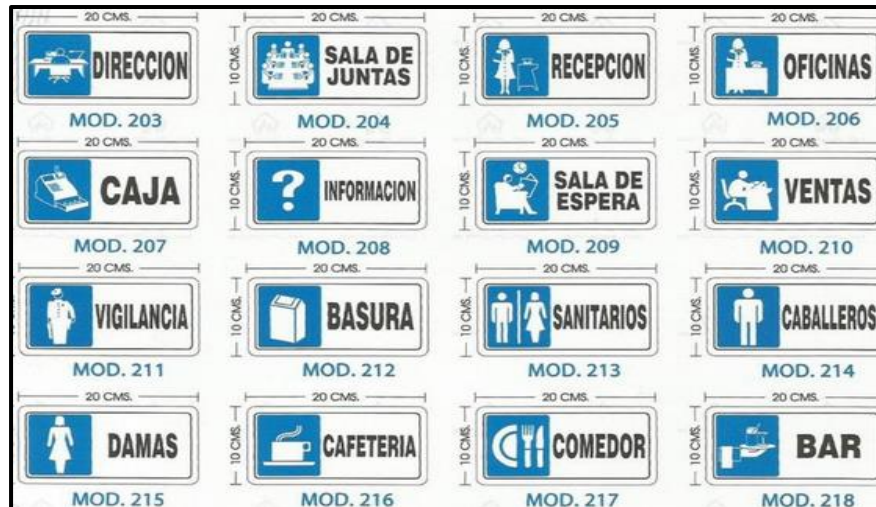 20 CMS. 20 CMS. 20 CMS. 20 CMS.
DIRECCION
10 CMS.
SALA DE
JUNTAS
10 CMS.
RECEPCION
10 CMS.
OFICINAS
MOD. 203 MOD. 204 MOD. 205 MOD. 206
20 CMS. 20 CMS. 20 CMS. 20 CMS.
CAJA
10 CMS.
?
INFORMACION
10 CMS.
SALA DE
ESPERA
10 CMS.
VENTAS
MOD. 207 MOD. 208 MOD. 209 MOD. 210
20 CMS. 20 CMS. 20 CMS. 20 CMS.
VIGILANCIA
10 CMS.
BASURA
10 CMS.
SANITARIOS
10 CMS.
CABALLEROS
MOD. 211 MOD. 212 MOD. 213 MOD. 214
20 CMS. 20 CMS. 20 CMS. 20 CMS.
DAMAS
10 CMS.
CAFETERIA
10 CMS.
COMEDOR
10 CMS.
BAR
MOD. 215 MOD. 216 MOD. 217 MOD. 218